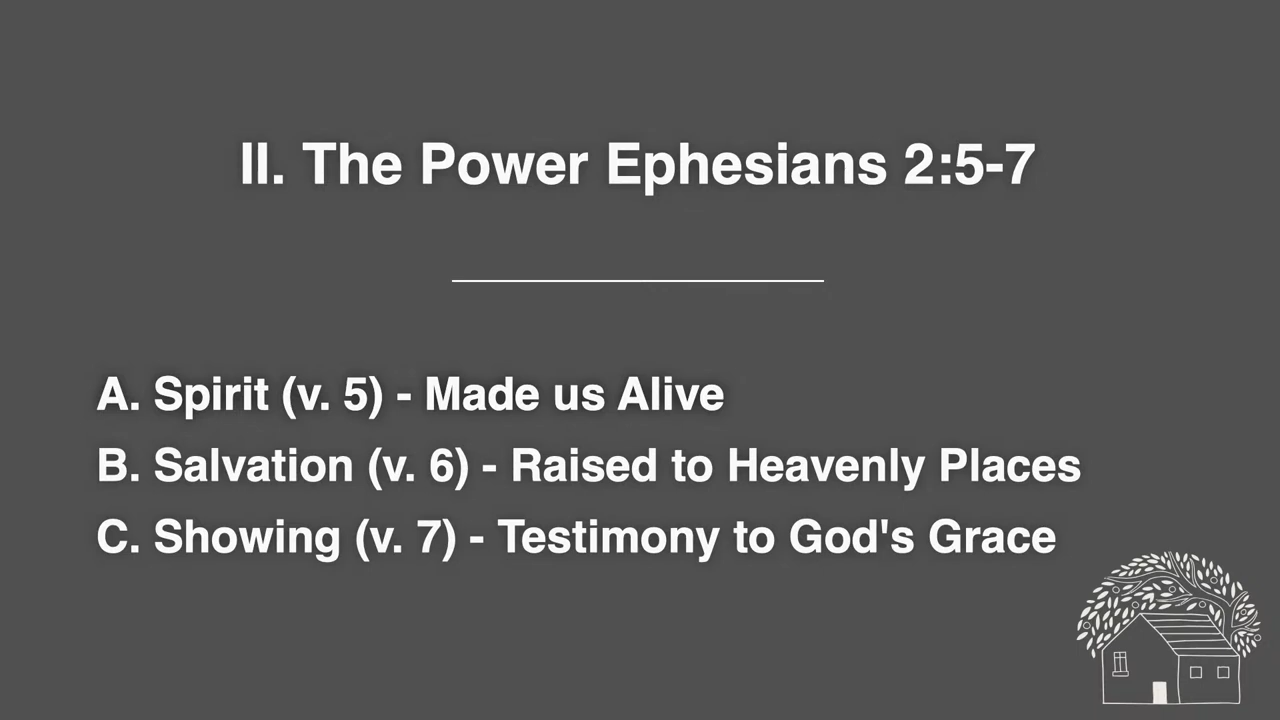 II. The Power Ephesians 2:5-7
A. Spirit (v. 5) - Made us Alive
B. Salvation (v. 6) - Raised to Heavenly Places
C. Showing (v. 7) - Testimony to God's Grace